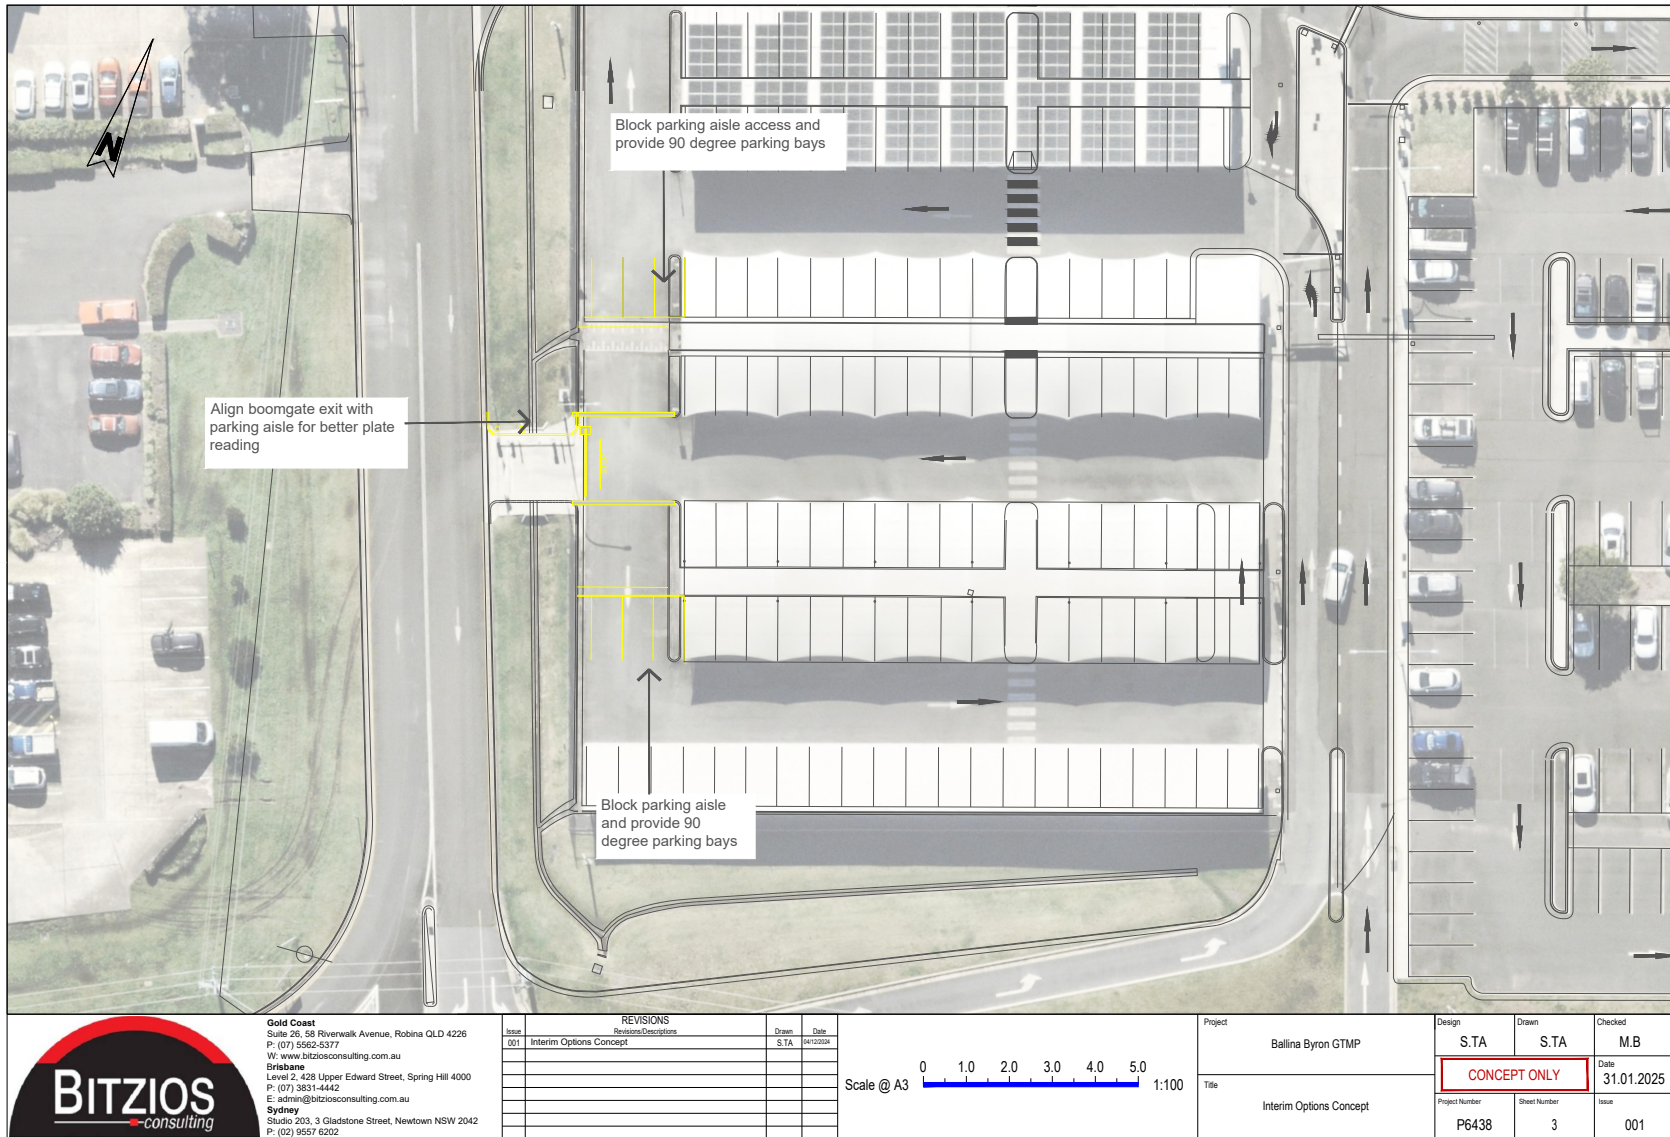 Block parking aisle access and
provide 90 degree parking bays
N
Align boomgate exit with
parking aisle for better plate
reading
Block parking aisle
and provide 90
degree parking bays
BITZIOS
consulting
Gold Coast
Suite 26, 58 Riverwalk Avenue, Robina QLD 4226
P: (07) 5562-5377
W: www.bitziosconsulting.com.au
Brisbane
Level 2, 428 Upper Edward Street, Spring Hill 4000
P: (07) 3831-4442
E: admin@bitziosconsulting.com.au
Sydney
Studio 203, 3 Gladstone Street, Newtown NSW 2042
P: (02) 9557 6202
REVISIONS
Issue Revisions/Descriptions Drawn Date
001 Interim Options Concept S.TA 04/12/2024
Scale @ A3 0 1.0 2.0 3.0 4.0 5.0 1:100
Project
Ballina Byron GTMP
Title
Interim Options Concept
Design Drawn Checked
S.TA S.TA M.B
CONCEPT ONLY
Date
31.01.2025
Project Number Sheet Number Issue
P6438 3 001